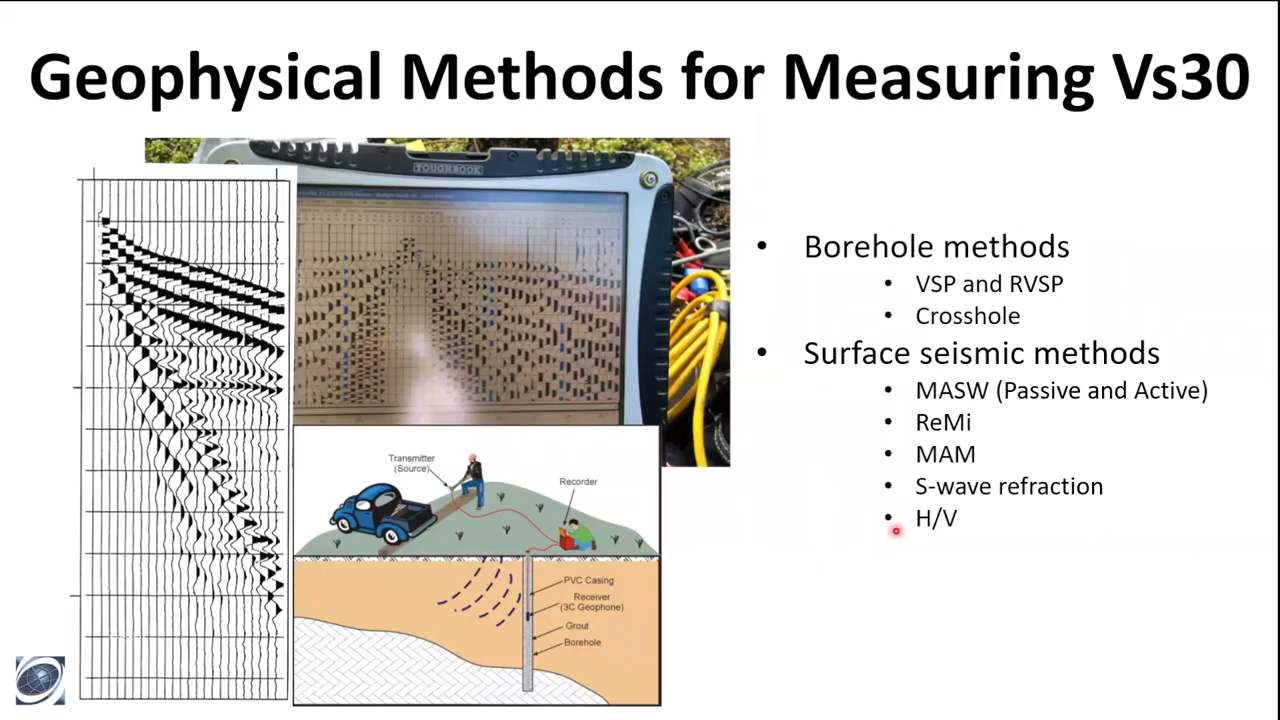 Geophysical Methods for Measuring Vs30
TOUGHBOOK
Transmitter
(Source)
Recorder
PVC Casing
Receiver
(3C Geophone)
Grout
Borehole
• Borehole methods
• VSP and RVSP
• Crosshole
• Surface seismic methods
• MASW (Passive and Active)
• ReMi
• MAM
• S-wave refraction
• H/V